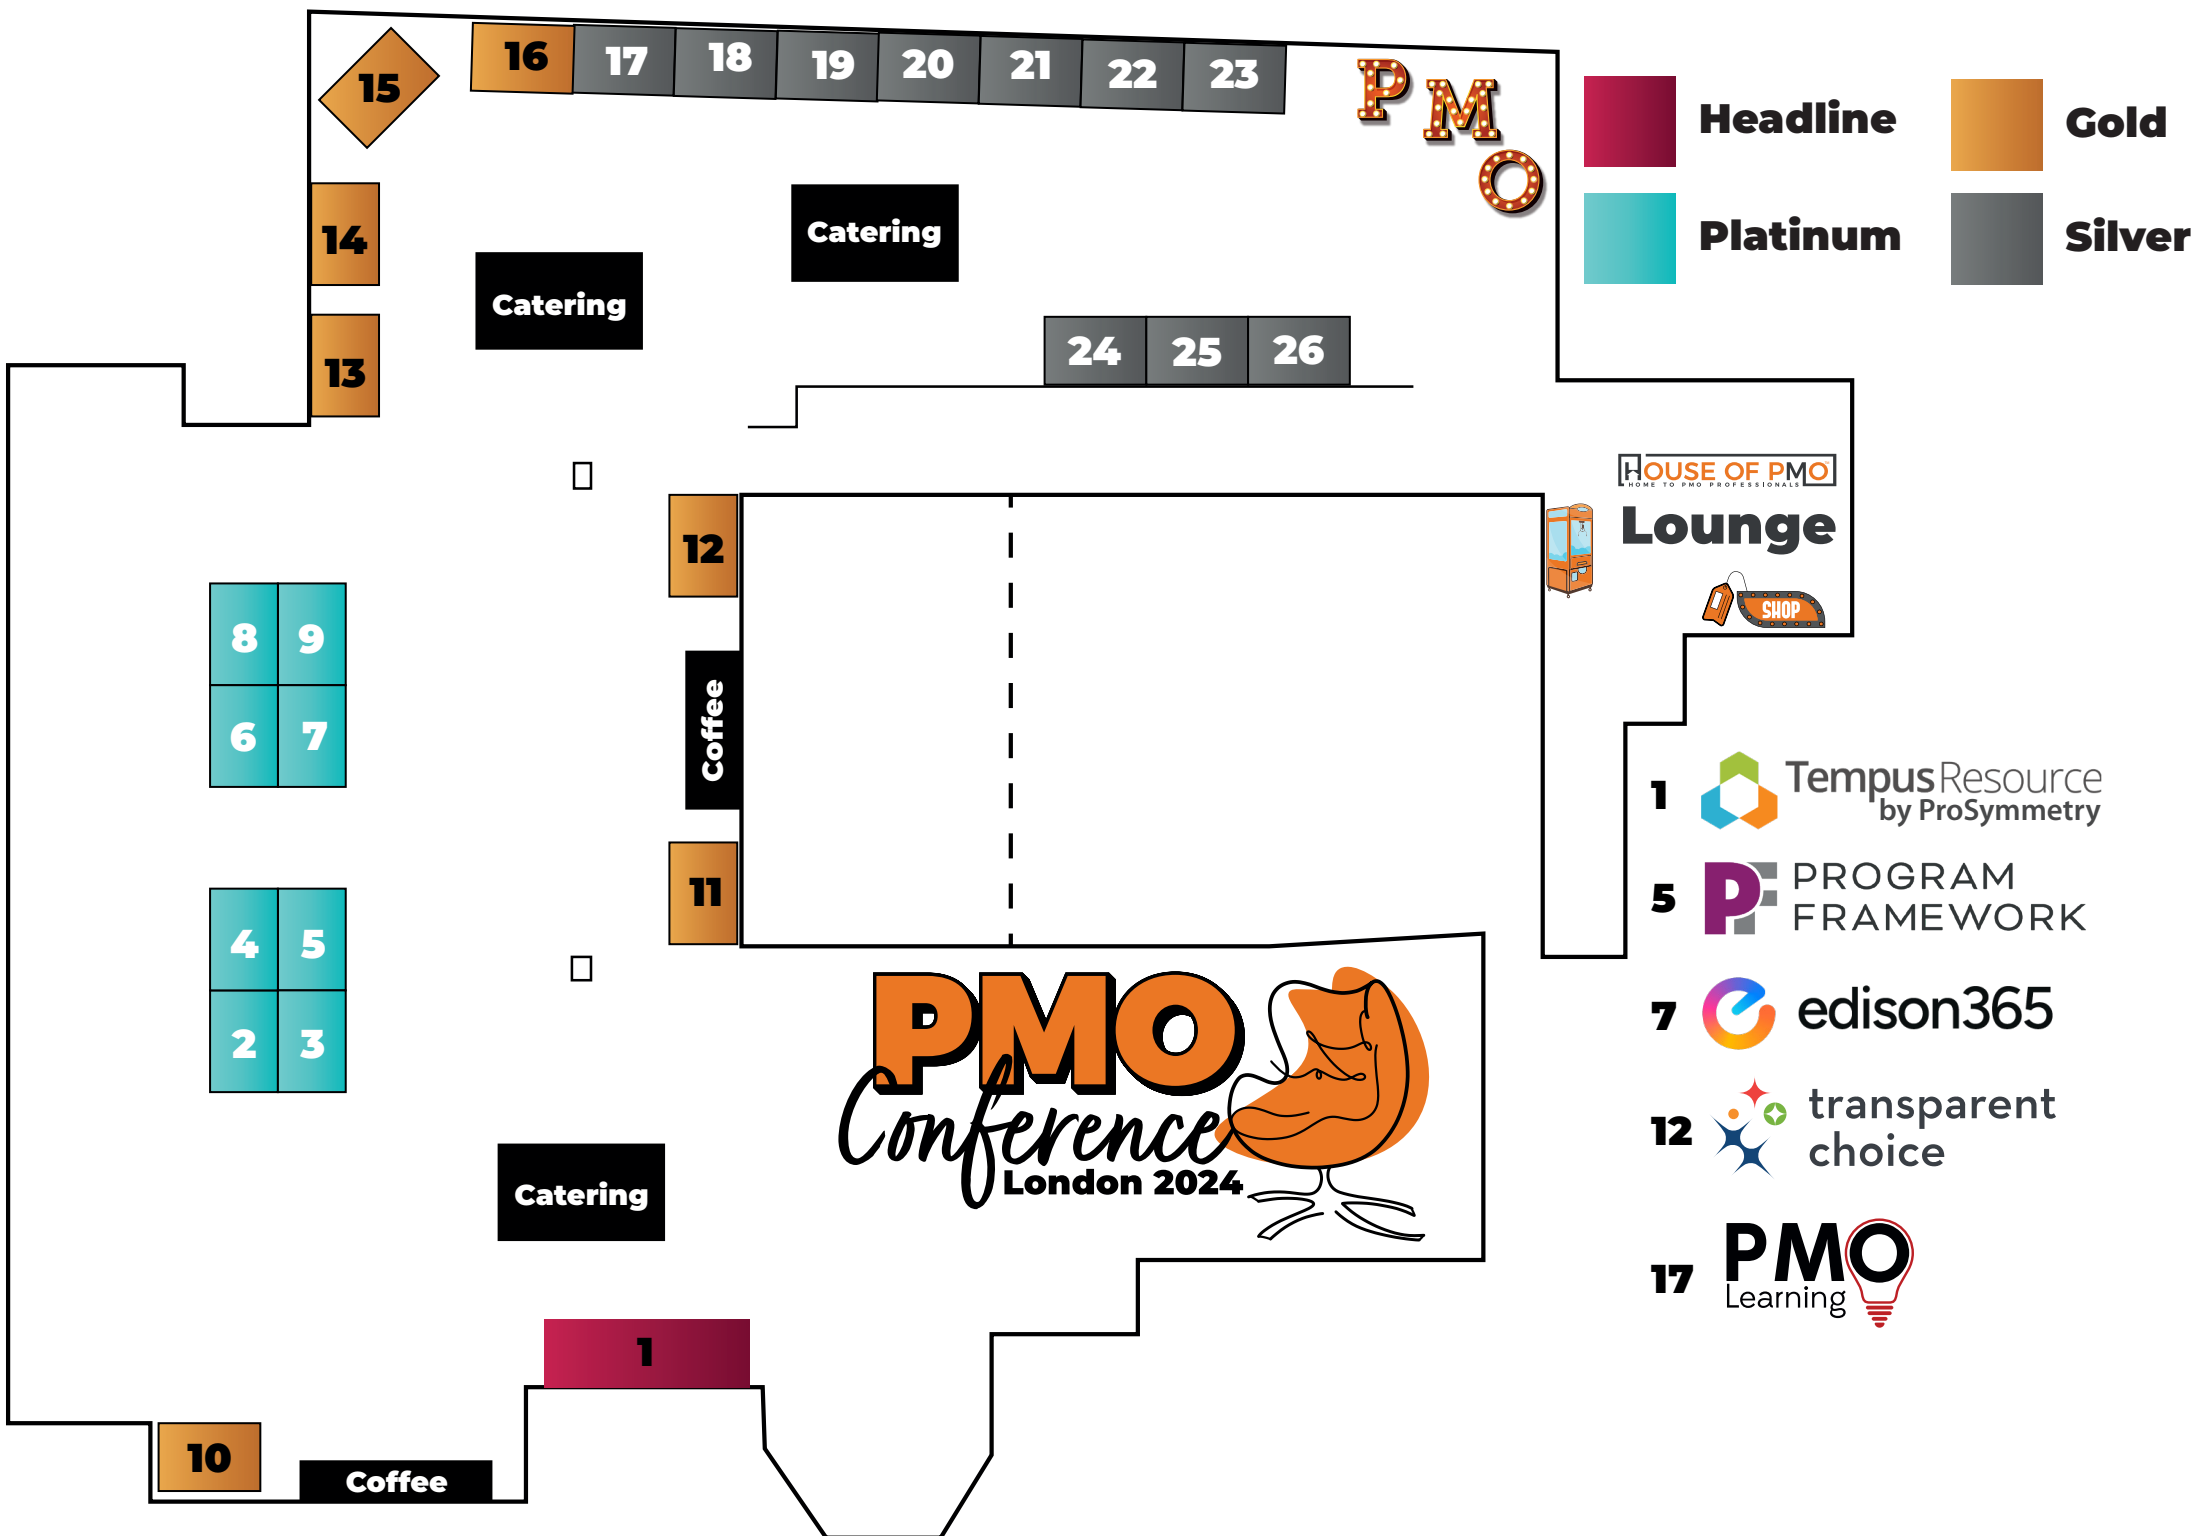 16 17 18 19 20 21 22 23
15
P M O
Headline
Gold
Platinum
Silver
14
Catering
Catering
13
24 25 26
HOUSE OF PMO
HOME TO PMO PROFESSIONALS
Lounge
SHOP
12
8 9
6 7
Coffee
11
4 5
2 3
PMO
Conference
London 2024
Catering
1
10
Coffee
1 Tempus Resource
by ProSymmetry
5 PF PROGRAM
FRAMEWORK
7 e edison365
12 transparent
choice
17 PMO
Learning